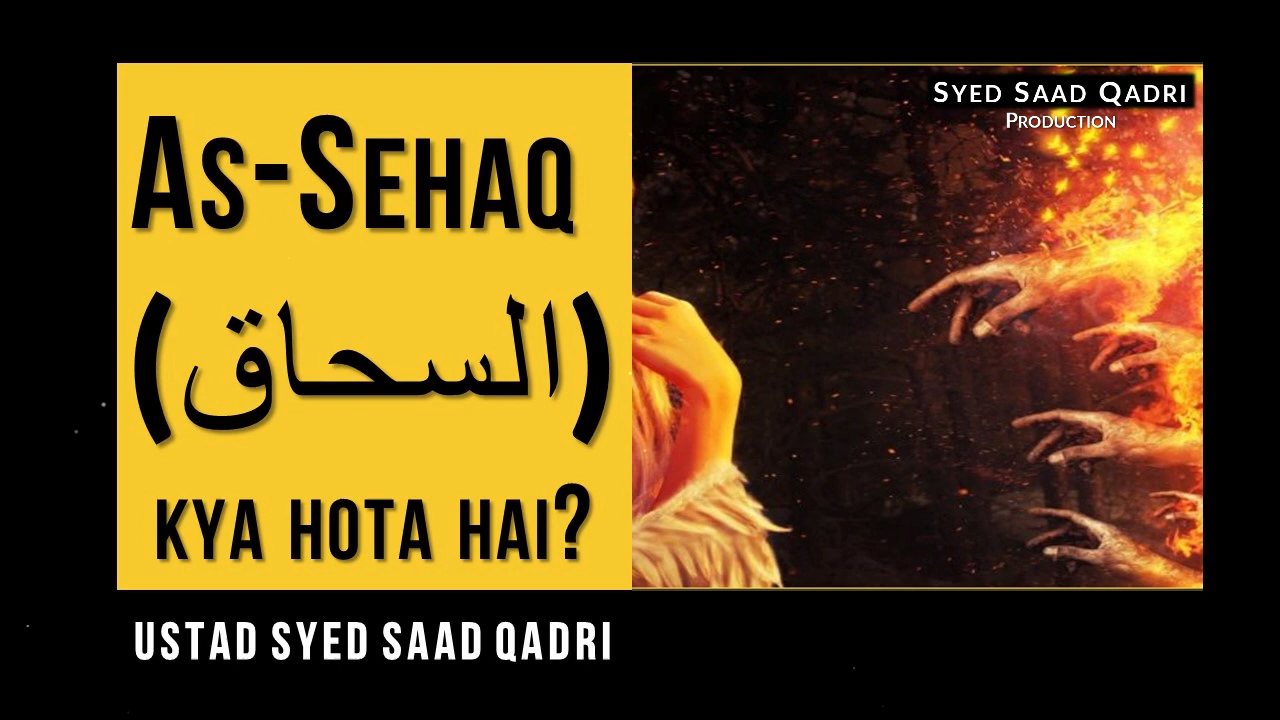 As-Sehaq
(السحاق)
kya hota hai?
Syed Saad Qadri
Production
USTAD SYED SAAD QADRI